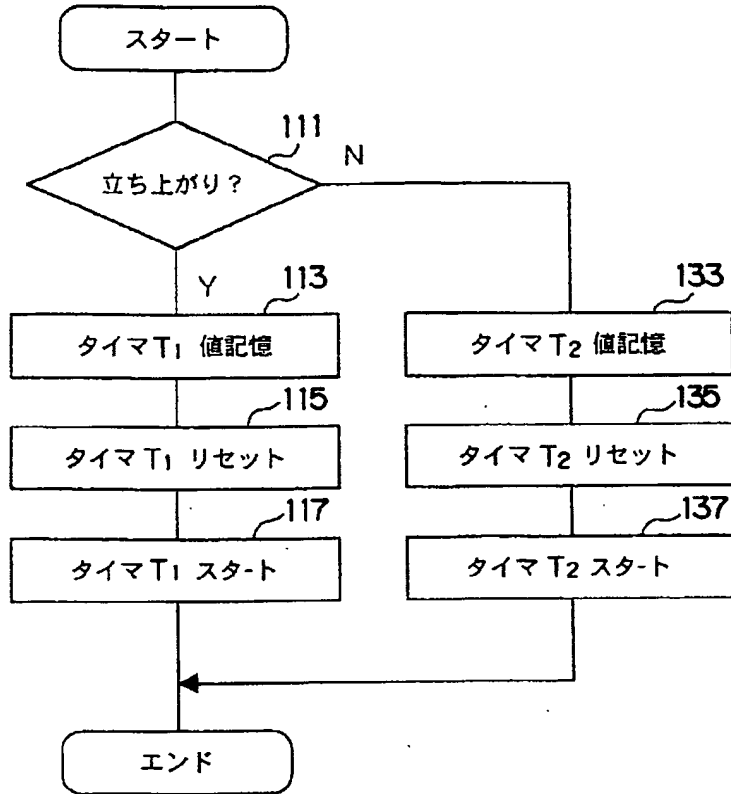 スタート
111
立ち上がり?
N
Y
113
タイマT1 値記憶
115
タイマT1 リセット
117
タイマT1 スタート
133
タイマT2 値記憶
135
タイマT2 リセット
137
タイマT2 スタート
エンド